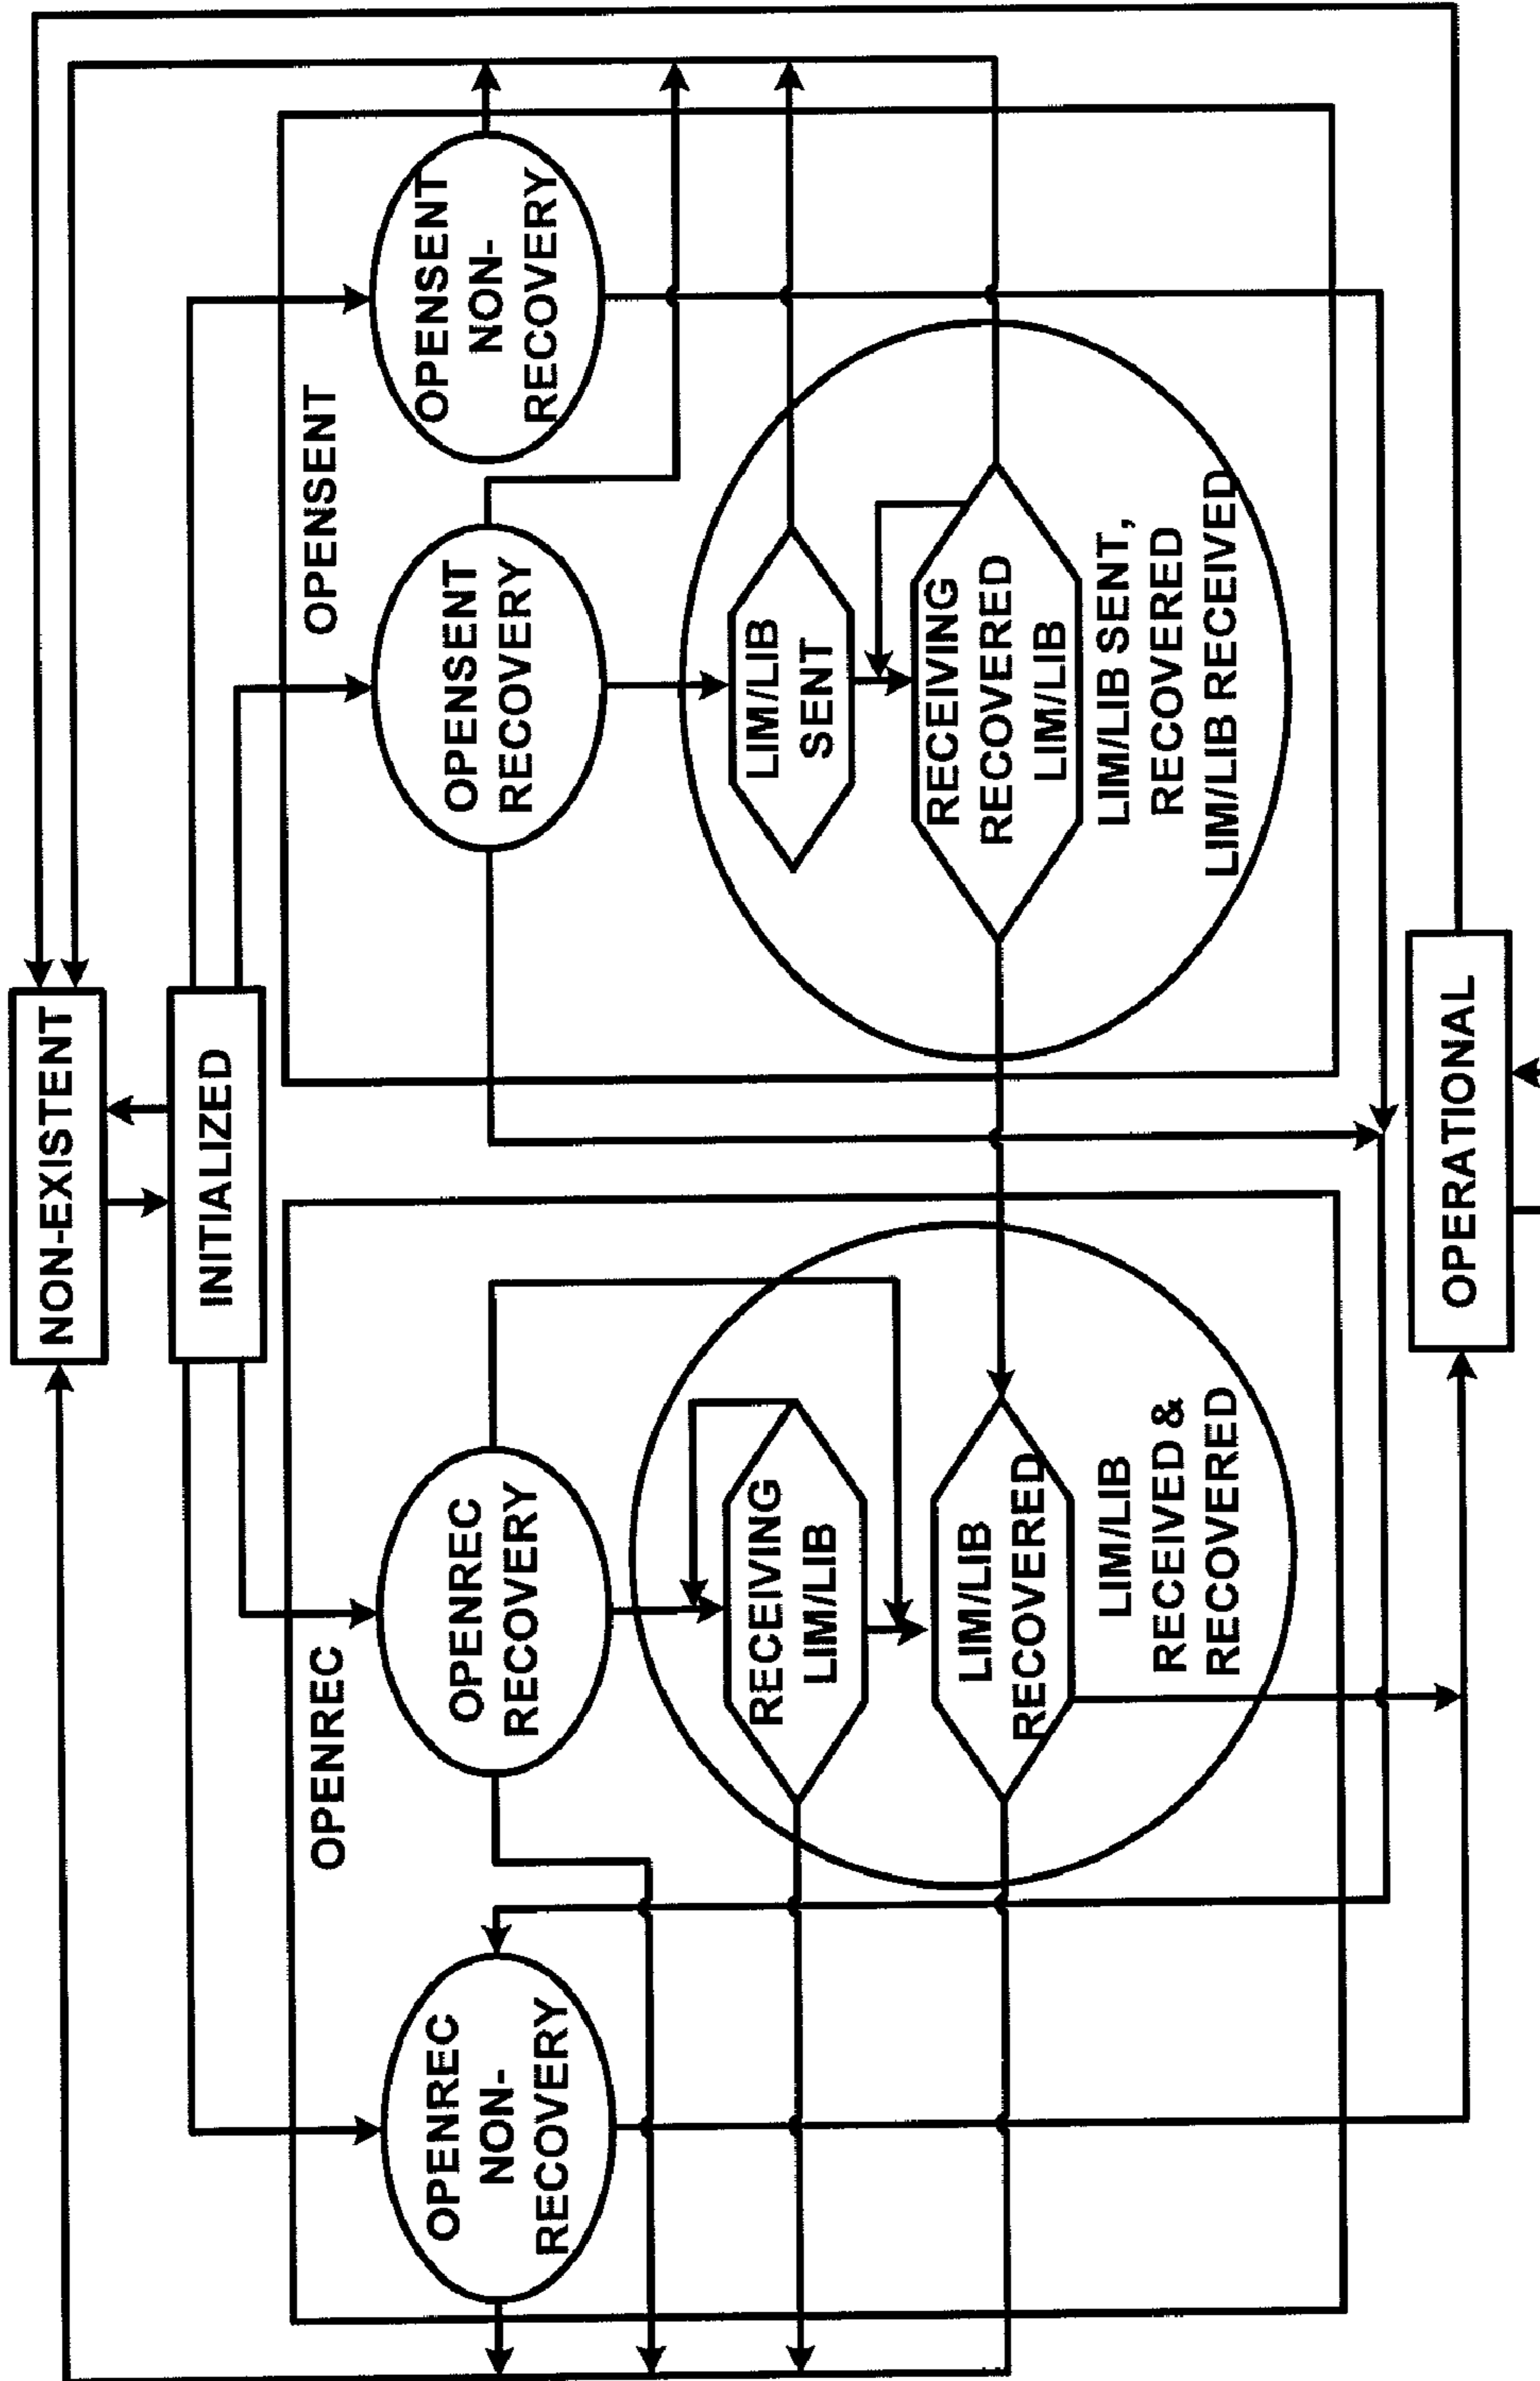 NON-EXISTENT
INITIALIZED
OPENREC
OPENSENT
OPENREC
NON-
RECOVERY
OPENREC
RECOVERY
OPENSENT
RECOVERY
OPENSENT
NON-
RECOVERY
RECEIVING
LIM/LIB
LIM/LIB
SENT
LIM/LIB
RECOVERED
RECEIVING
RECOVERED
LIM/LIB
LIM/LIB
RECEIVED &
RECOVERED
LIM/LIB SENT,
RECOVERED
LIM/LIB RECEIVED
OPERATIONAL